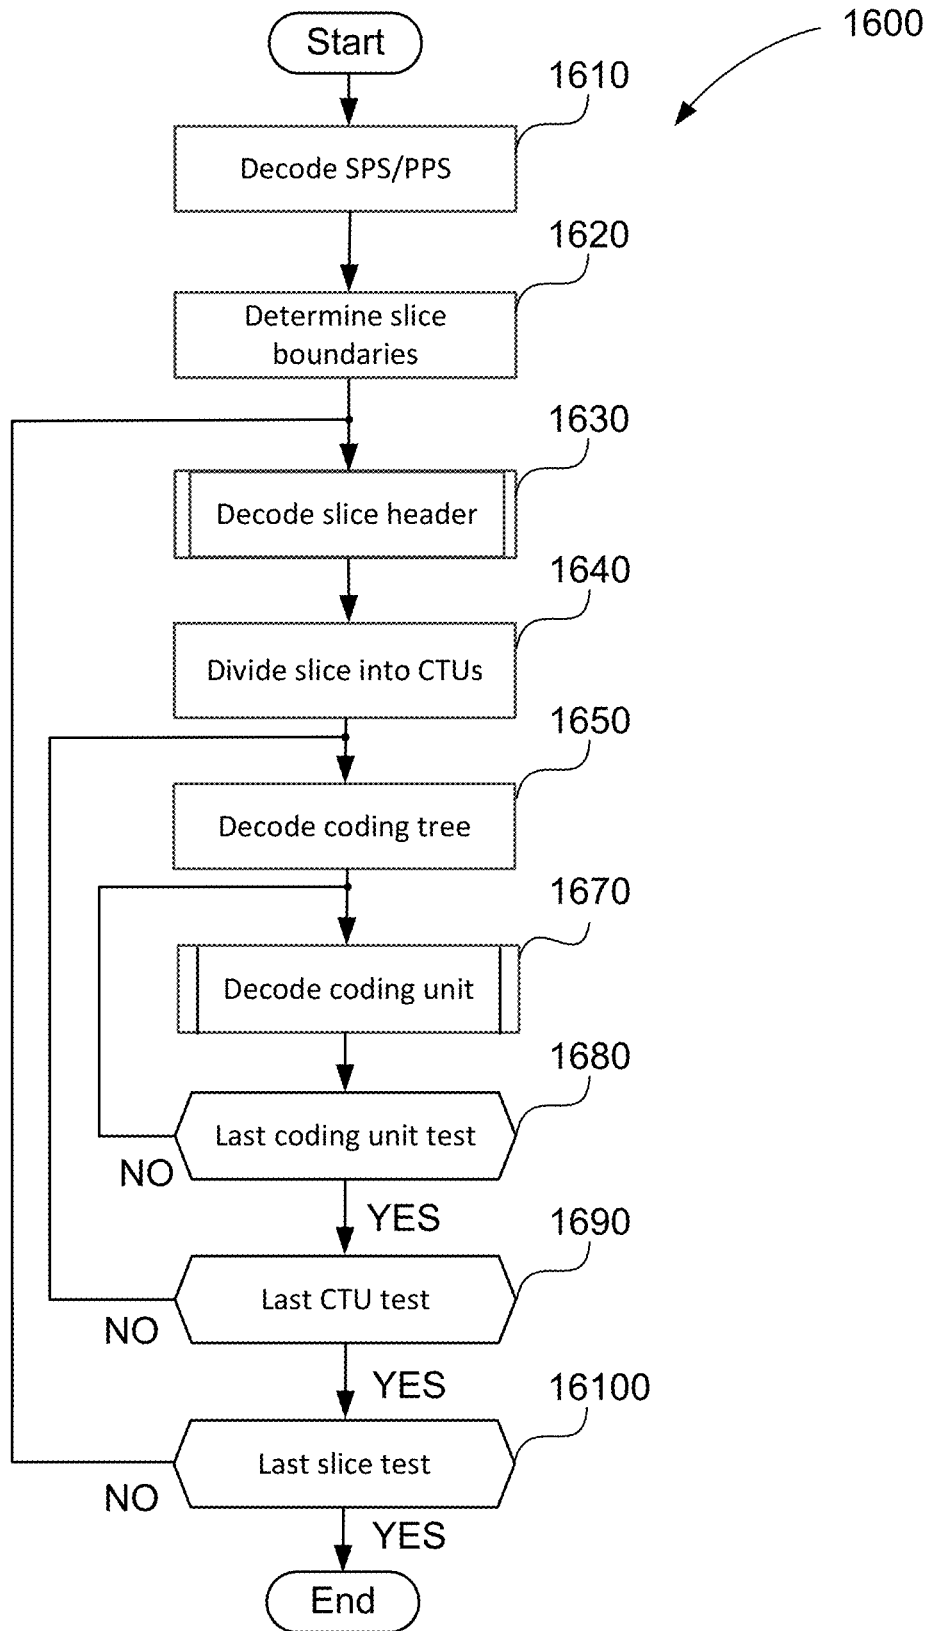 Start
1600
1610
Decode SPS/PPS
1620
Determine slice
boundaries
1630
Decode slice header
1640
Divide slice into CTUs
1650
Decode coding tree
1670
Decode coding unit
1680
Last coding unit test
NO
YES
1690
Last CTU test
NO
YES
16100
Last slice test
NO
YES
End